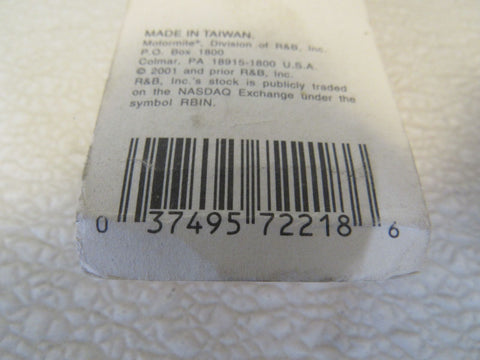 MADE IN TAIWAN.
Motormite®, Division of R&B, Inc.
P.O. Box 1800
Colmar, PA 18915-1800 U.S.A.
© 2001 and prior R&B, Inc.
R&B, Inc.'s stock is publicly traded
on the NASDAQ Exchange under the
symbol RBIN.
0 37495 72218 6